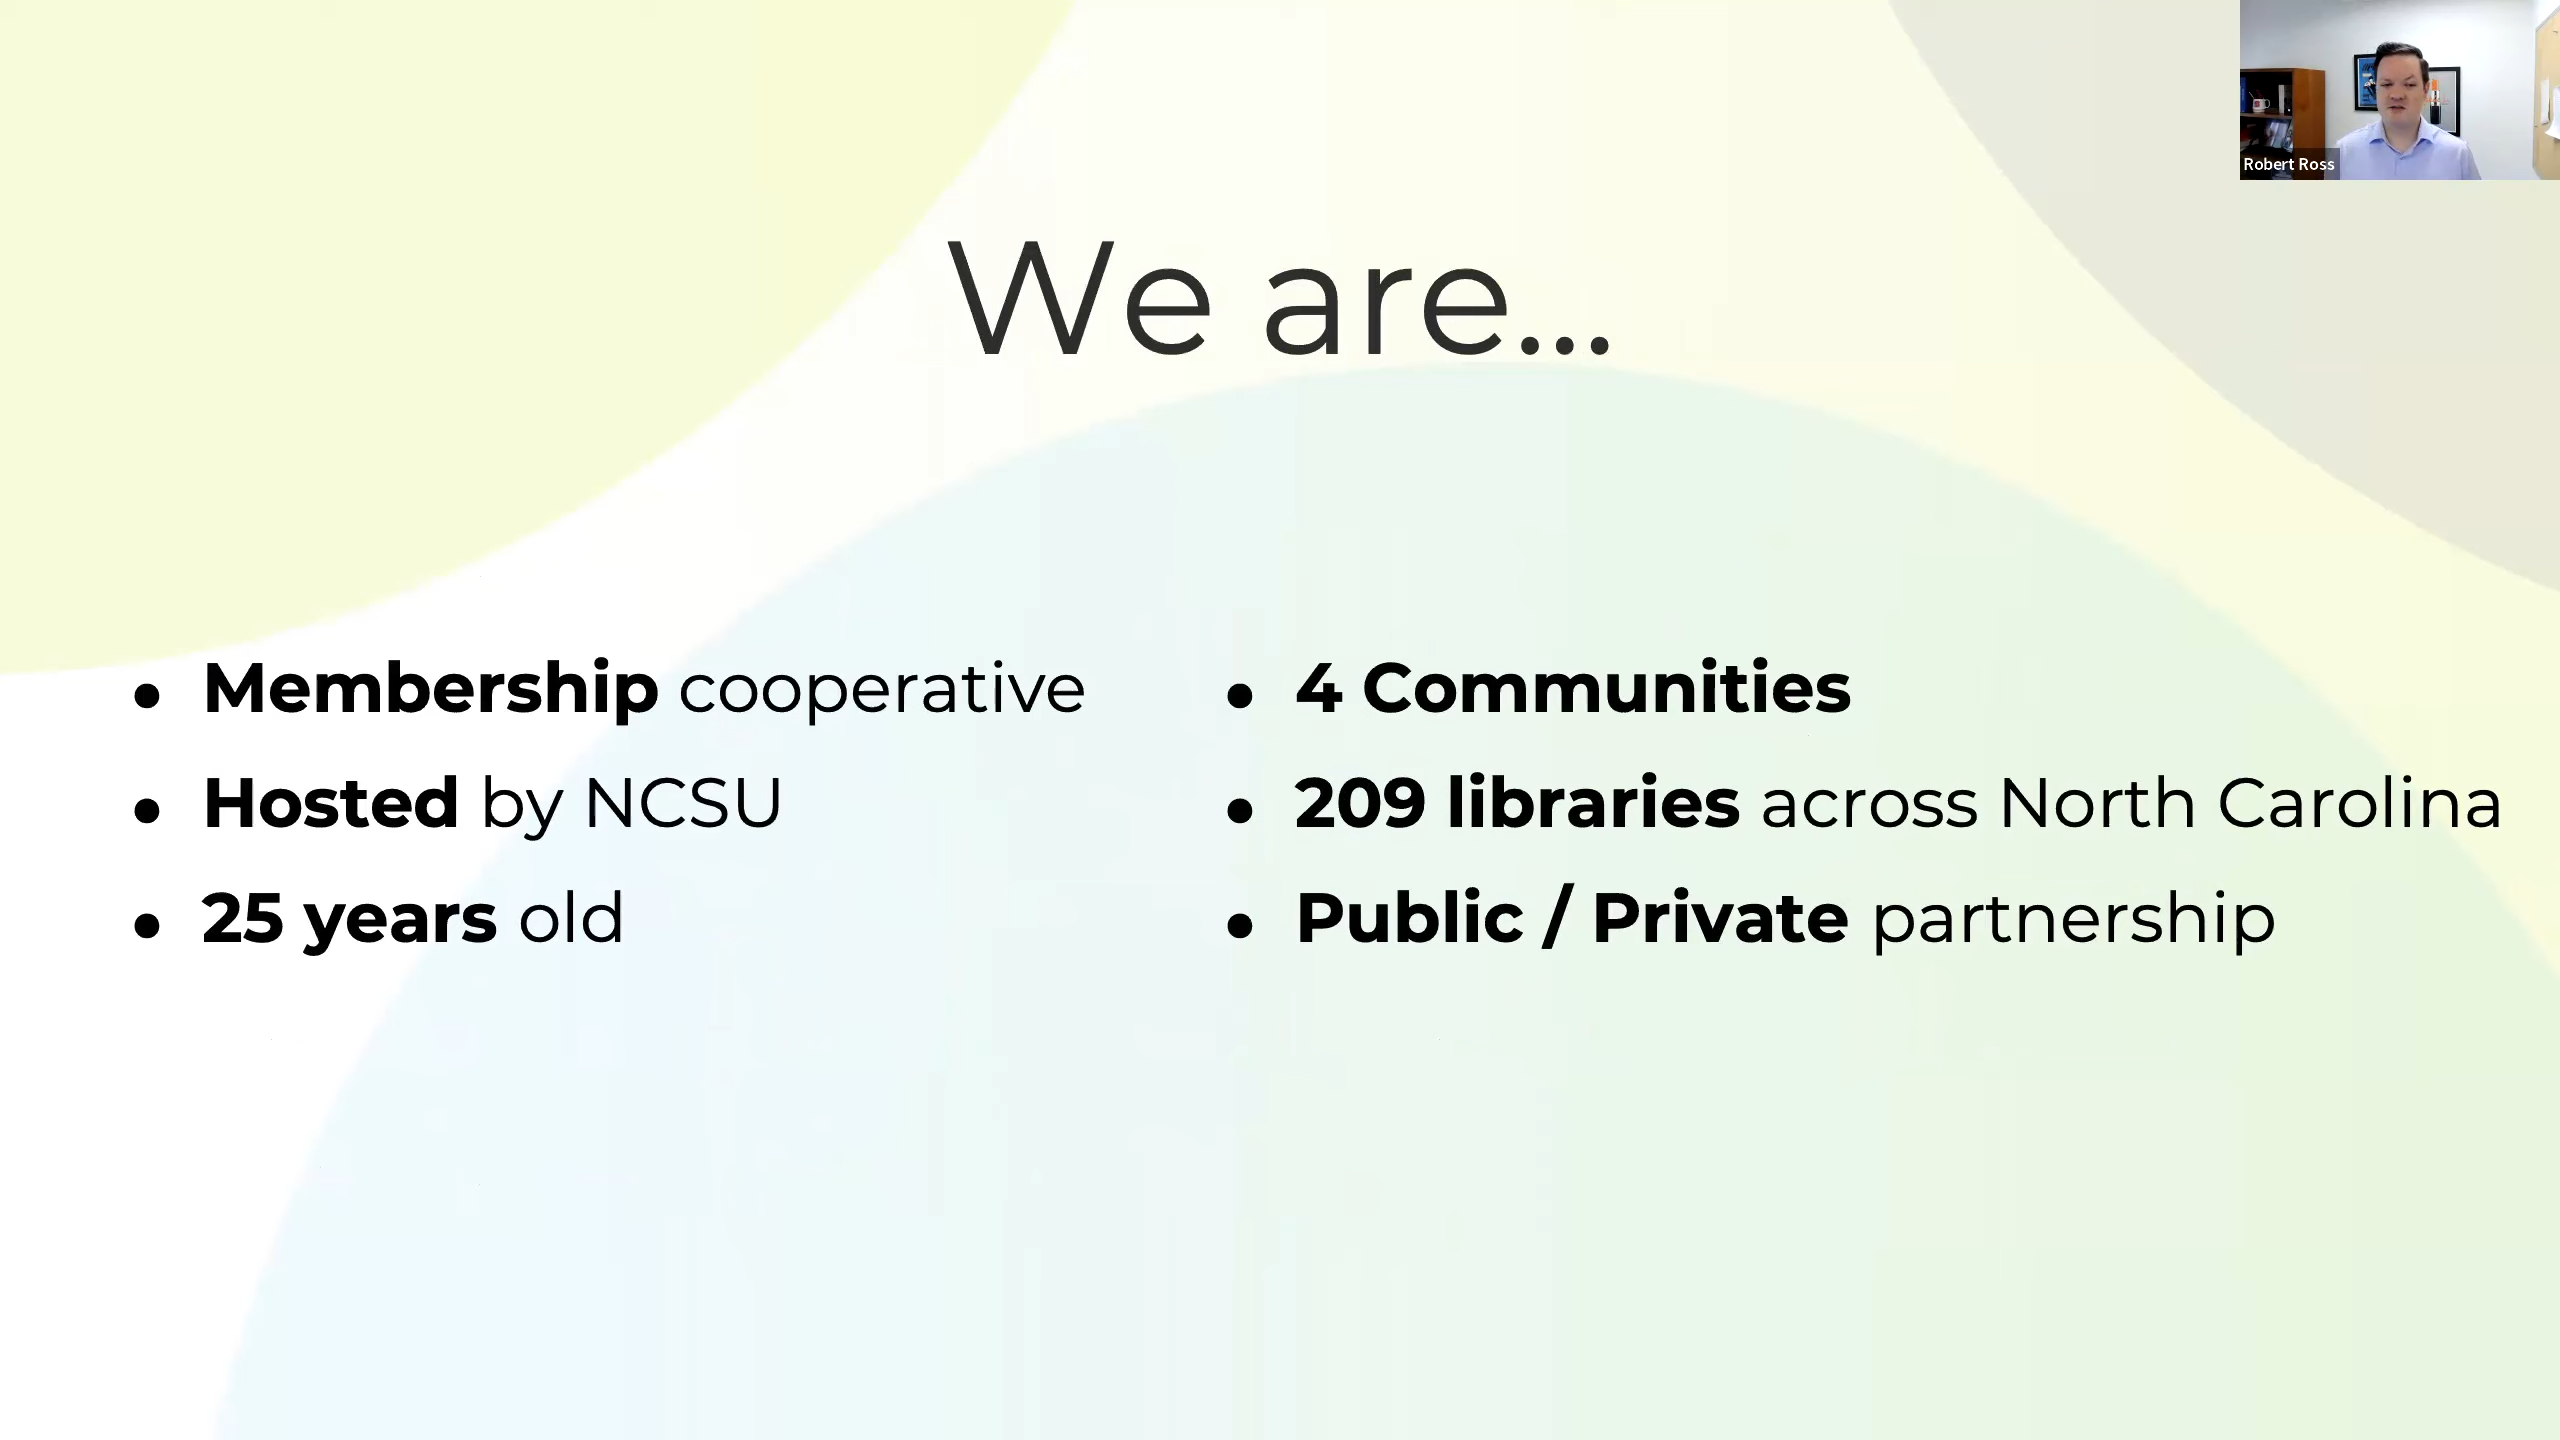 Robert Ross
We are...
● Membership cooperative
● Hosted by NCSU
● 25 years old
● 4 Communities
● 209 libraries across North Carolina
● Public / Private partnership